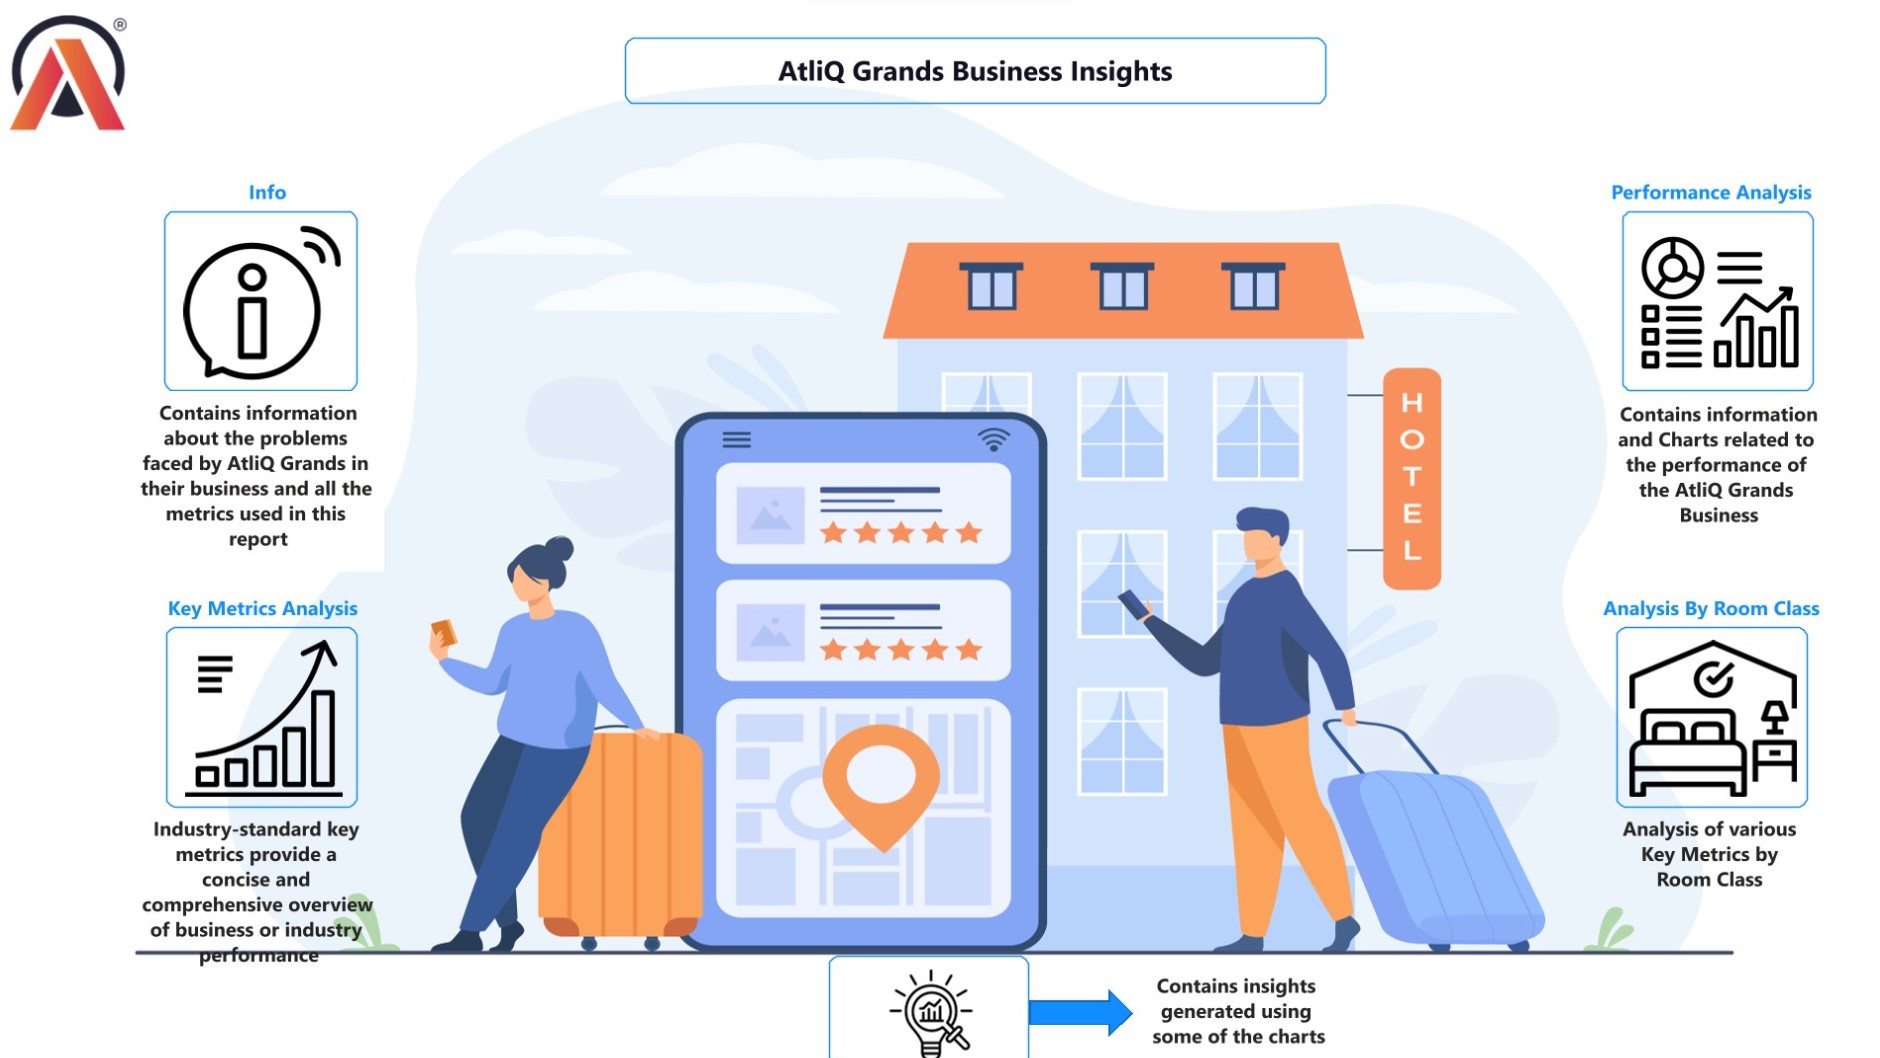 ®
AtliQ Grands Business Insights
Info
Contains information
about the problems
faced by AtliQ Grands in
their business and all the
metrics used in this
report
Key Metrics Analysis
Industry-standard key
metrics provide a
concise and
comprehensive overview
of business or industry
performance
H
O
T
E
L
Performance Analysis
Contains information
and Charts related to
the performance of
the AtliQ Grands
Business
Analysis By Room Class
Analysis of various
Key Metrics by
Room Class
Contains insights
generated using
some of the charts